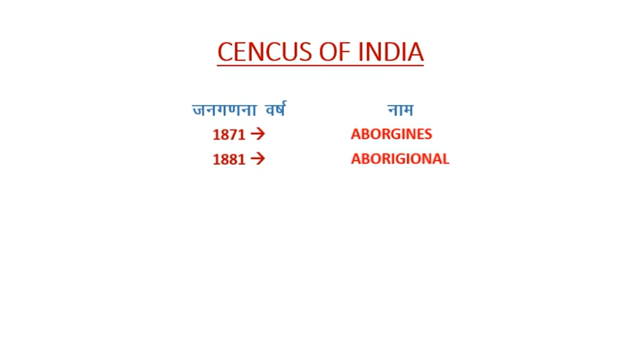 CENCUS OF INDIA
जनगणना वर्ष नाम
1871 → ABORGINES
1881 → ABORIGIONAL